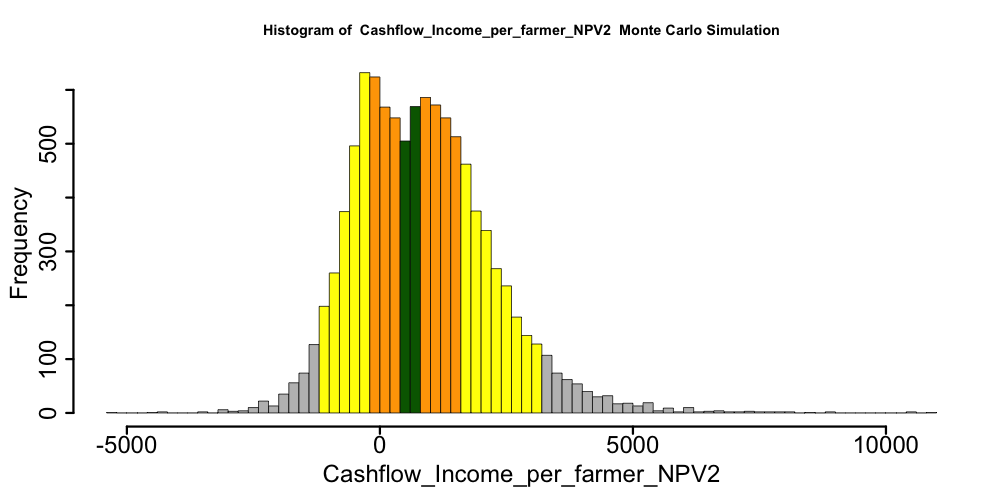 Histogram of Cashflow_Income_per_farmer_NPV2 Monte Carlo Simulation
Frequency
500
300
100
0
-5000 0 5000 10000
Cashflow_Income_per_farmer_NPV2